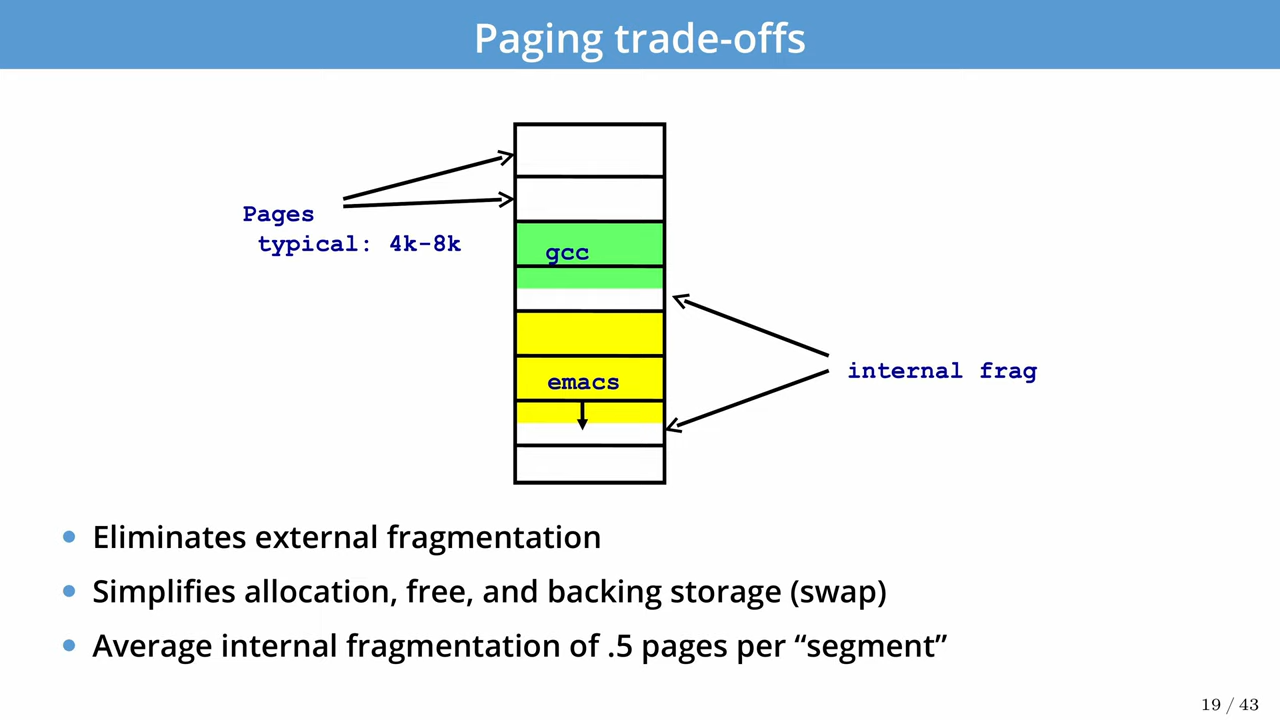 Paging trade-offs
Pages
typical: 4k-8k
gcc
emacs
internal frag
• Eliminates external fragmentation
• Simplifies allocation, free, and backing storage (swap)
• Average internal fragmentation of .5 pages per “segment”
19 / 43